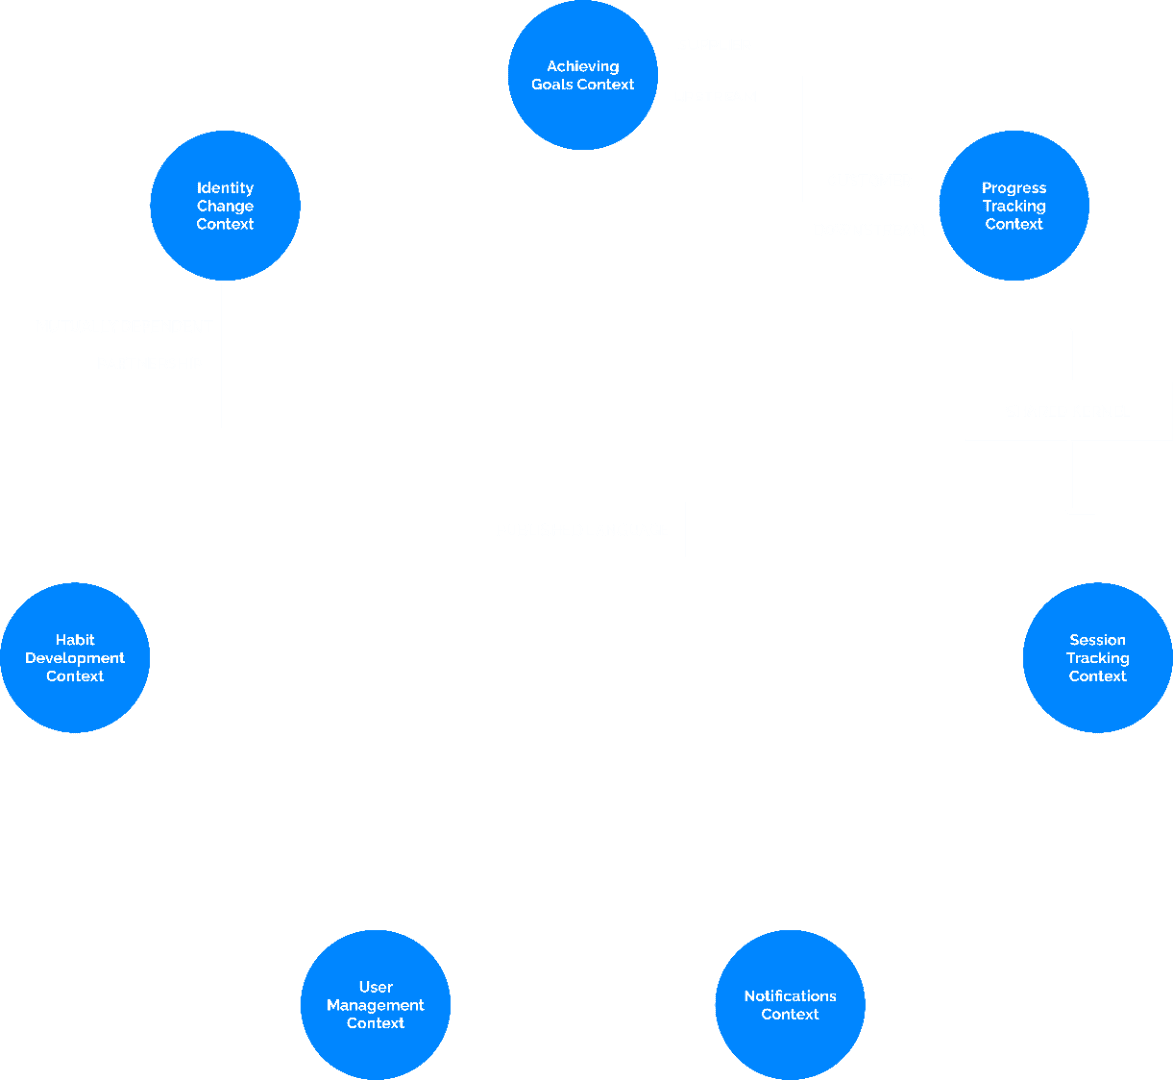 Achieving
Goals Context
Identity
Change
Context
Progress
Tracking
Context
Habit
Development
Context
Session
Tracking
Context
User
Management
Context
Notifications
Context